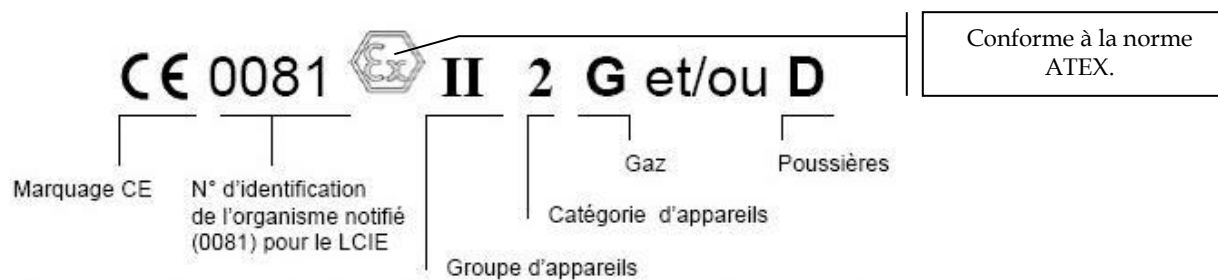 Conforme à la norme
ATEX.
CE 0081 Ex II 2 G et/ou D
Gaz
Poussières
Marquage CE
N° d'identification
de l'organisme notifié
(0081) pour le LCIE
Catégorie d'appareils
Groupe d'appareils